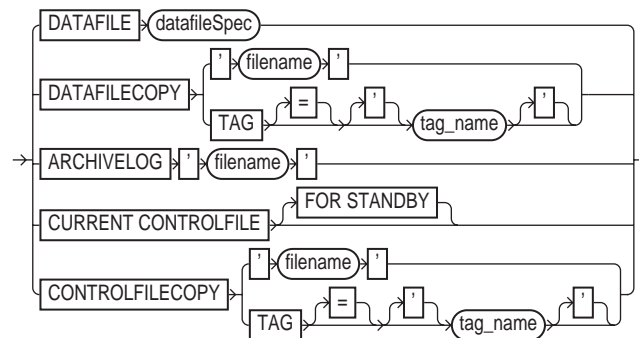 DATAFILE datafileSpec
' filename '
DATAFILECOPY
TAG = ' tag_name '
ARCHIVELOG ' filename '
CURRENT CONTROLFILE FOR STANDBY
' filename '
CONTROLFILECOPY
TAG = ' tag_name '